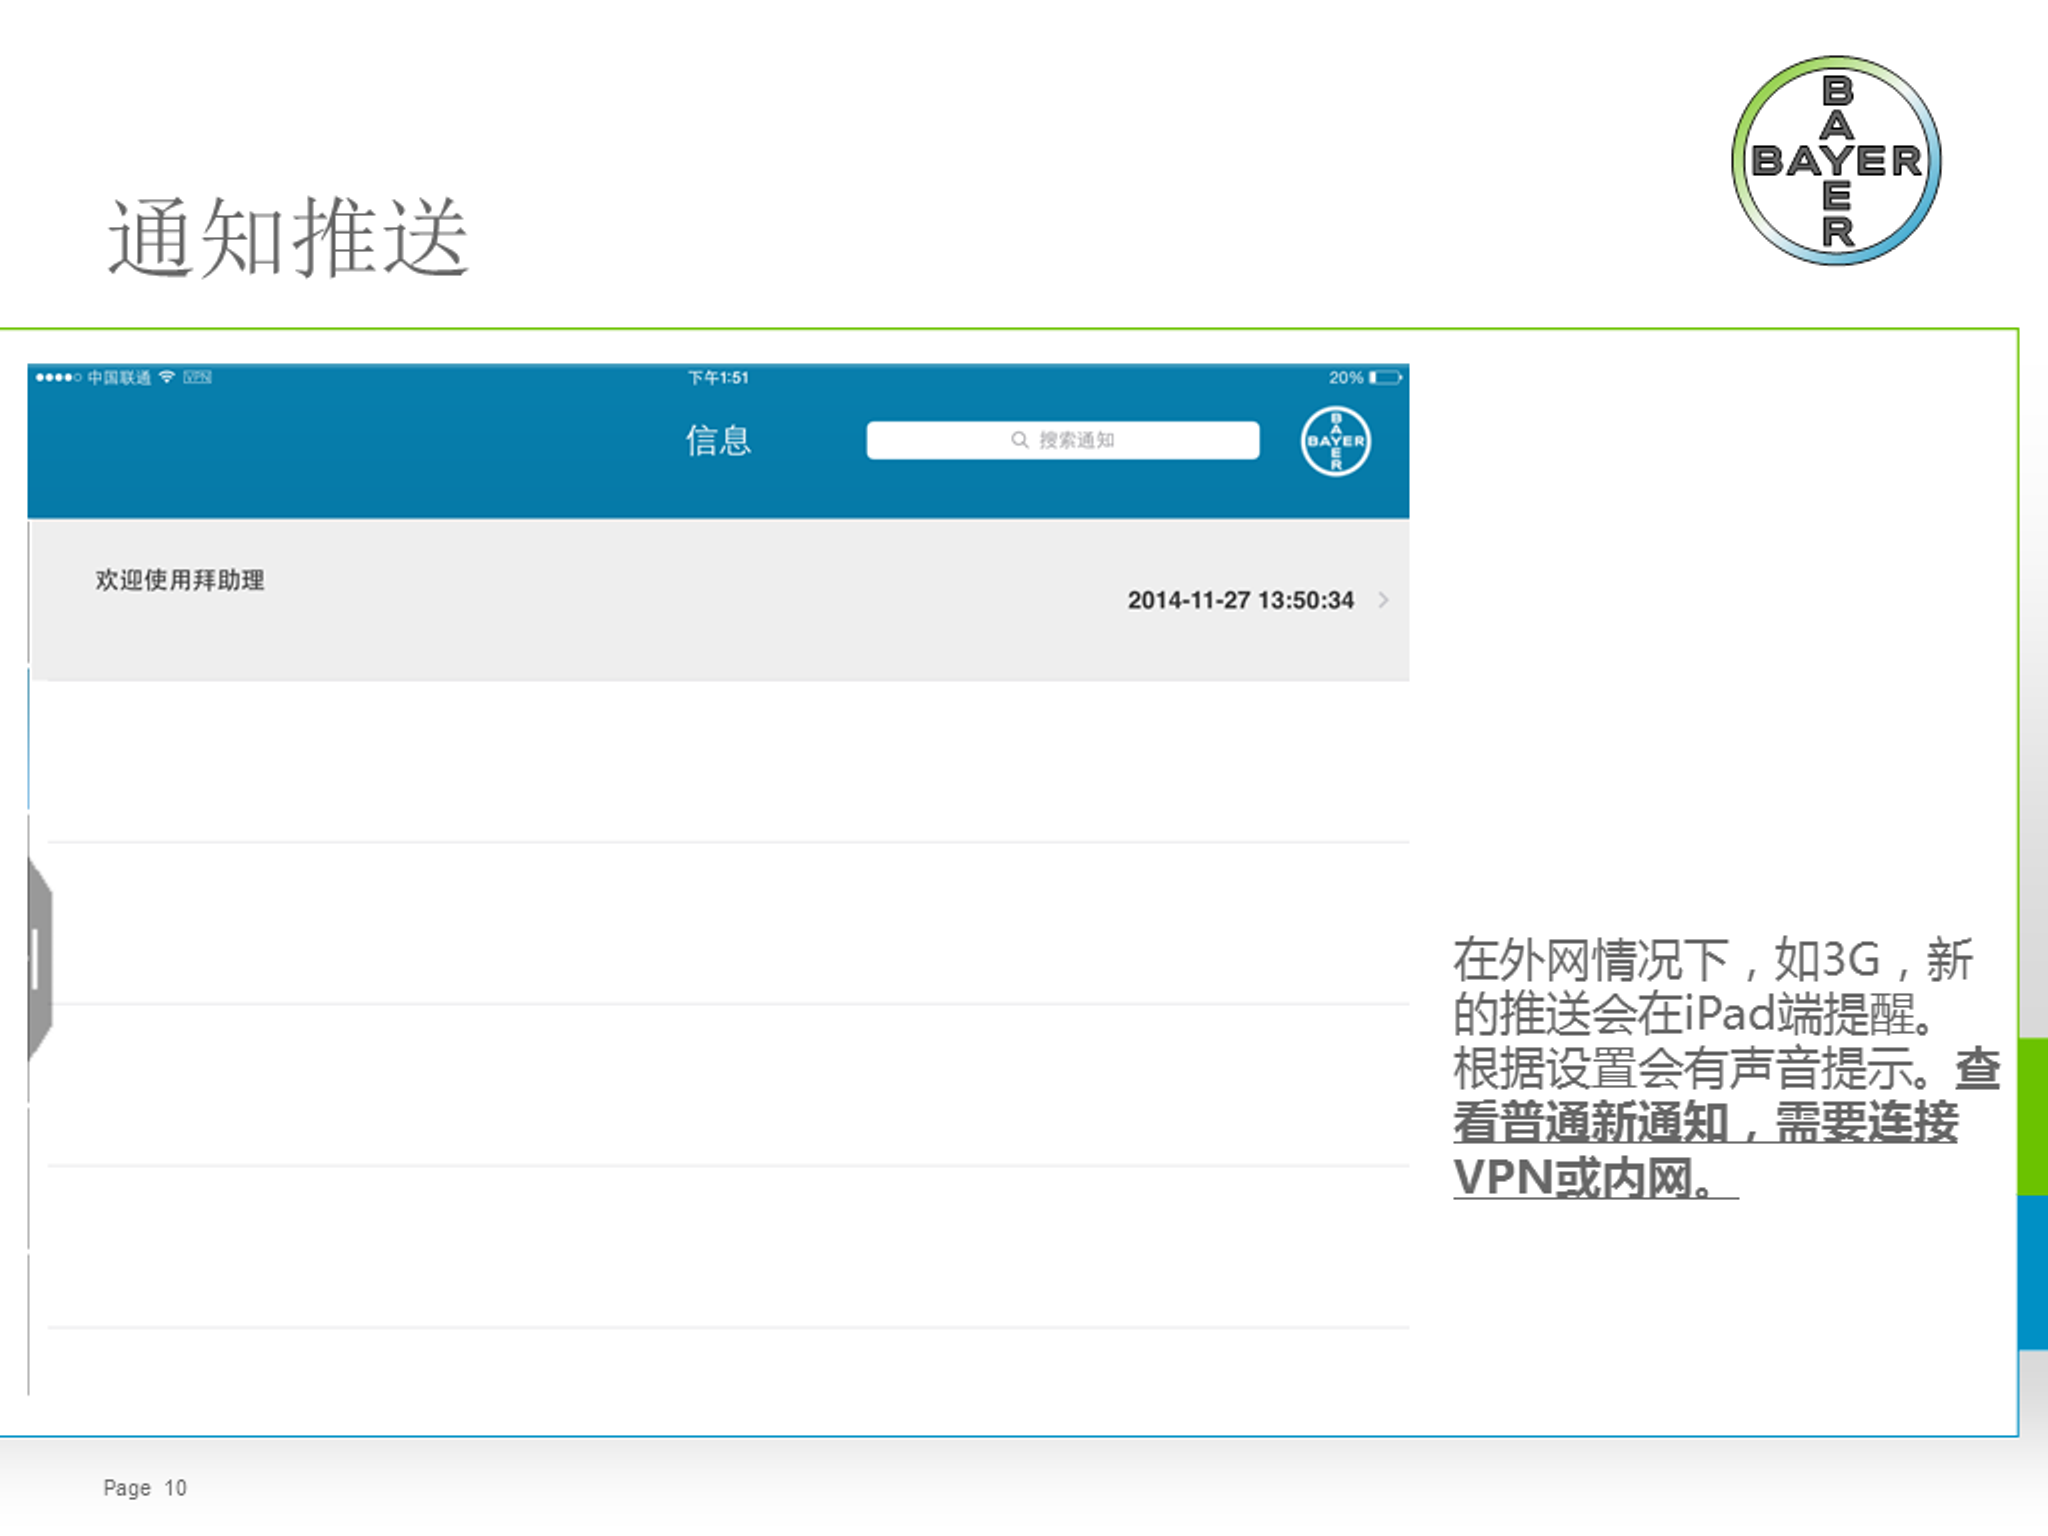 BAYER
BAYER
通知推送
中国联通 VPN 下午1:51 20%
信息 搜索通知
BAYER
BAYER
欢迎使用拜助理
2014-11-27 13:50:34
在外网情况下，如3G，新
的推送会在iPad端提醒。
根据设置会有声音提示。查
看普通新通知，需要连接
VPN或内网。
Page 10